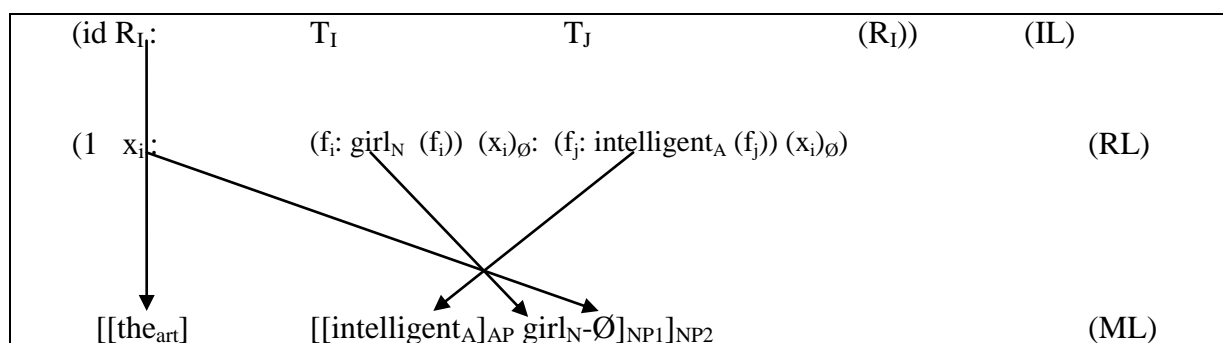 (id R_I: T_I T_J (R_I)) (IL)
(1 x_i: (f_i: girl_N (f_i)) (x_i)_Ø: (f_j: intelligent_A (f_j)) (x_i)_Ø) (RL)
[[the_art] [[intelligent_A]_AP girl_N-Ø]_NP1]_NP2 (ML)